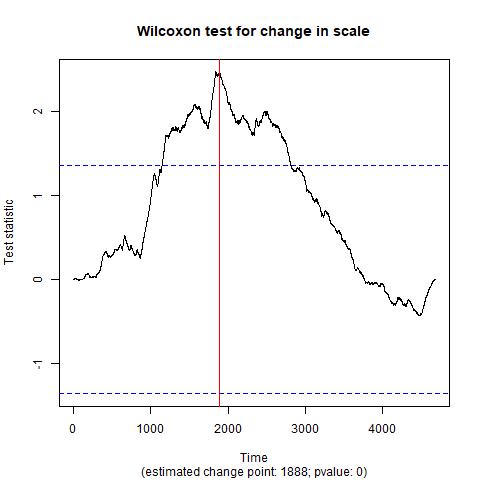 Wilcoxon test for change in scale
Test statistic
2
1
0
-1
0 1000 2000 3000 4000
Time
(estimated change point: 1888; pvalue: 0)